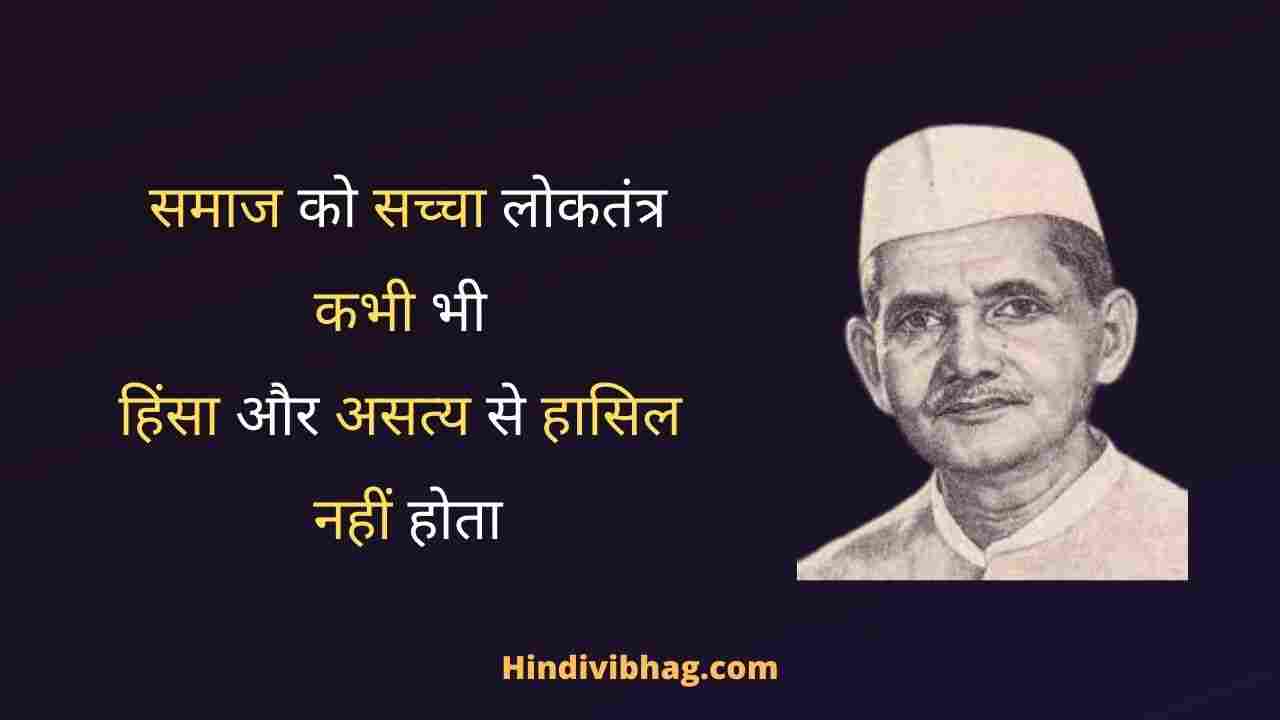 समाज को सच्चा लोकतंत्र
कभी भी
हिंसा और असत्य से हासिल
नहीं होता
Hindivibhag.com